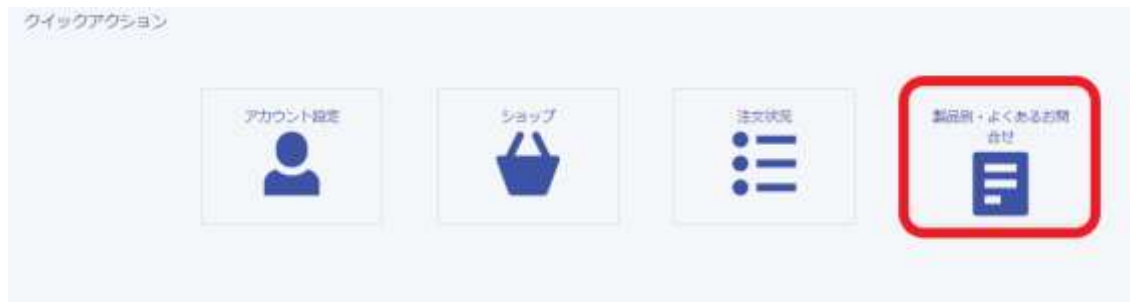 クイックアクション
アカウント設定
ショップ
注文状況
製品別・よくあるお問
合せ